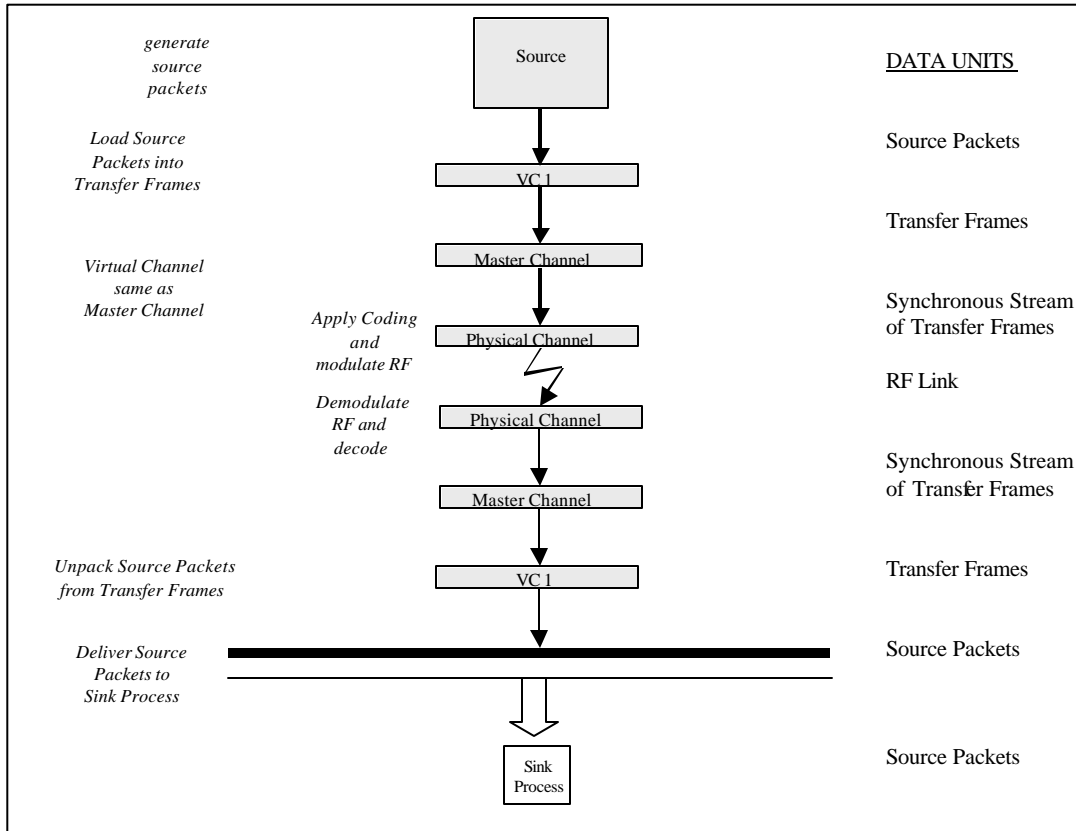 generate
source
packets
Source
DATA UNITS
Load Source
Packets into
Transfer Frames
Source Packets
VC 1
Transfer Frames
Virtual Channel
same as
Master Channel
Master Channel
Synchronous Stream
of Transfer Frames
Apply Coding
and
modulate RF
Physical Channel
RF Link
Demodulate
RF and
decode
Physical Channel
Synchronous Stream
of Transfer Frames
Master Channel
Unpack Source Packets
from Transfer Frames
VC 1
Transfer Frames
Deliver Source
Packets to
Sink Process
Source Packets
Sink
Process
Source Packets